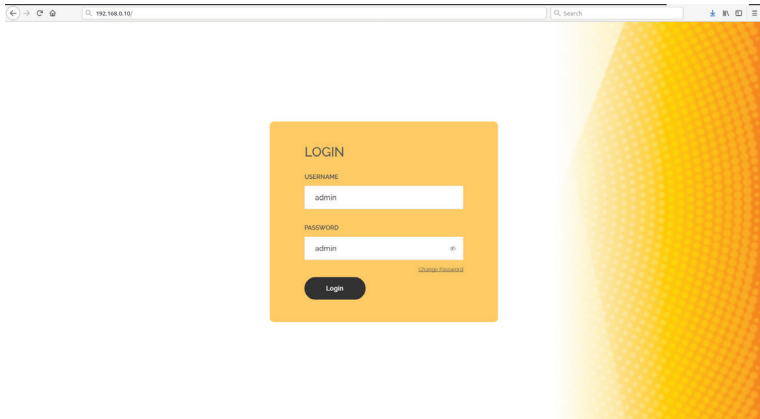 192.168.0.10/
Search
LOGIN
USERNAME
admin
PASSWORD
admin
Change Password
Login